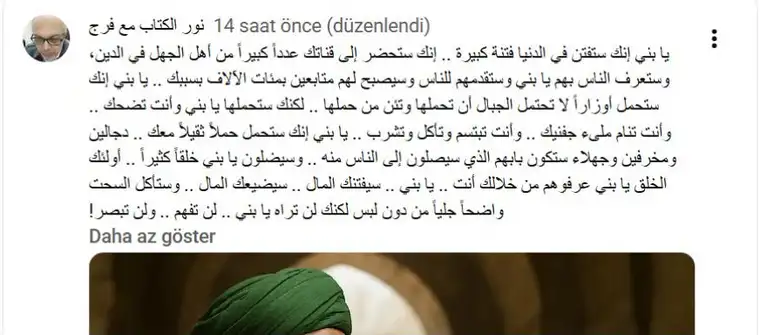 نور الكتاب مع فرج 14 saat önce (düzenlendi)
يا بني إنك ستفتن في الدنيا فتنة كبيرة .. إنك ستحضر إلى قناتك عدداً كبيراً من أهل الجهل في الدين،
وستعرف الناس بهم يا بني وستقدمهم للناس وسيصبح لهم متابعين بمئات الآلاف بسببك .. يا بني إنك
ستحمل أوزاراً لا تحتمل الجبال أن تحملها وتئن من حملها .. لكنك ستحملها يا بني وأنت تضحك ..
وأنت تنام ملىء جفنيك .. وأنت تبتسم وتأكل وتشرب .. يا بني إنك ستحمل حملاً ثقيلاً معك .. دجالين
ومخرفين وجهلاء ستكون بابهم الذي سيصلون إلى الناس منه .. وسيضلون يا بني خلقاً كثيراً .. أولئك
الخلق يا بني عرفوهم من خلالك أنت .. يا بني .. سيفتنك المال .. سيضيعك المال .. وستأكل السحت
واضحاً جلياً من دون لبس لكنك لن تراه يا بني .. لن تفهم .. ولن تبصر!
Daha az göster